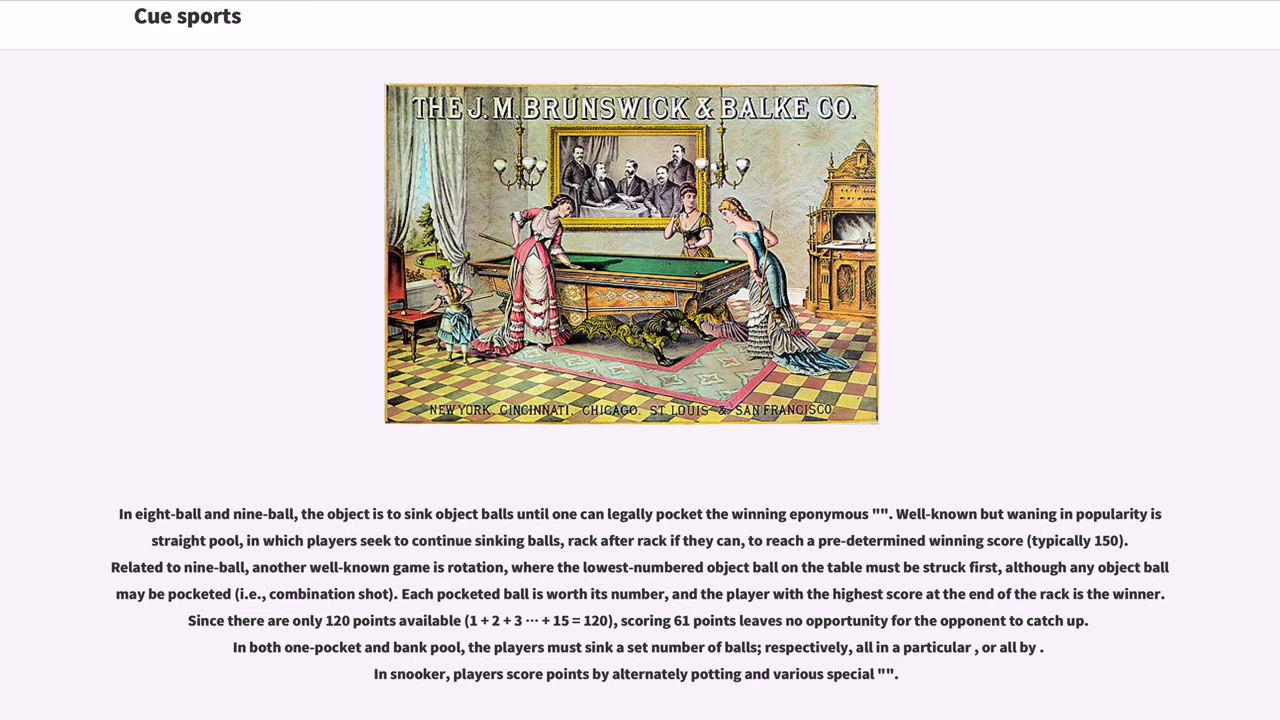 Cue sports
THE J. M. BRUNSWICK & BALKE CO.
NEW YORK. CINCINNATI. CHICAGO. ST. LOUIS & SAN FRANCISCO.
In eight-ball and nine-ball, the object is to sink object balls until one can legally pocket the winning eponymous "". Well-known but waning in popularity is
straight pool, in which players seek to continue sinking balls, rack after rack if they can, to reach a pre-determined winning score (typically 150).
Related to nine-ball, another well-known game is rotation, where the lowest-numbered object ball on the table must be struck first, although any object ball
may be pocketed (i.e., combination shot). Each pocketed ball is worth its number, and the player with the highest score at the end of the rack is the winner.
Since there are only 120 points available (1 + 2 + 3 ⋯ + 15 = 120), scoring 61 points leaves no opportunity for the opponent to catch up.
In both one-pocket and bank pool, the players must sink a set number of balls; respectively, all in a particular , or all by .
In snooker, players score points by alternately potting and various special "".